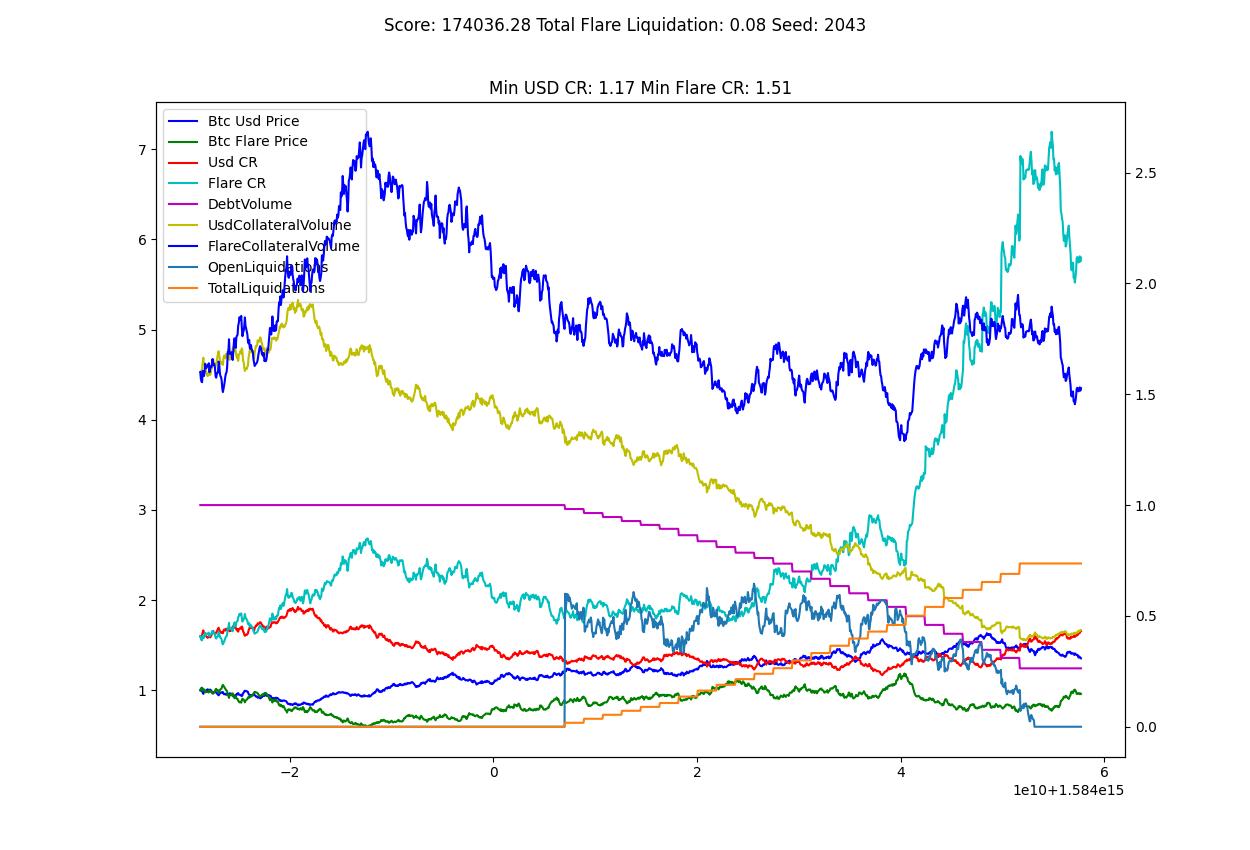 Score: 174036.28 Total Flare Liquidation: 0.08 Seed: 2043
Min USD CR: 1.17 Min Flare CR: 1.51
Btc Usd Price
Btc Flare Price
Usd CR
Flare CR
DebtVolume
UsdCollateralVolume
FlareCollateralVolume
OpenLiquidations
TotalLiquidations
7
6
5
4
3
2
1
2.5
2.0
1.5
1.0
0.5
0.0
−2
0
2
4
6
1e10+1.584e15